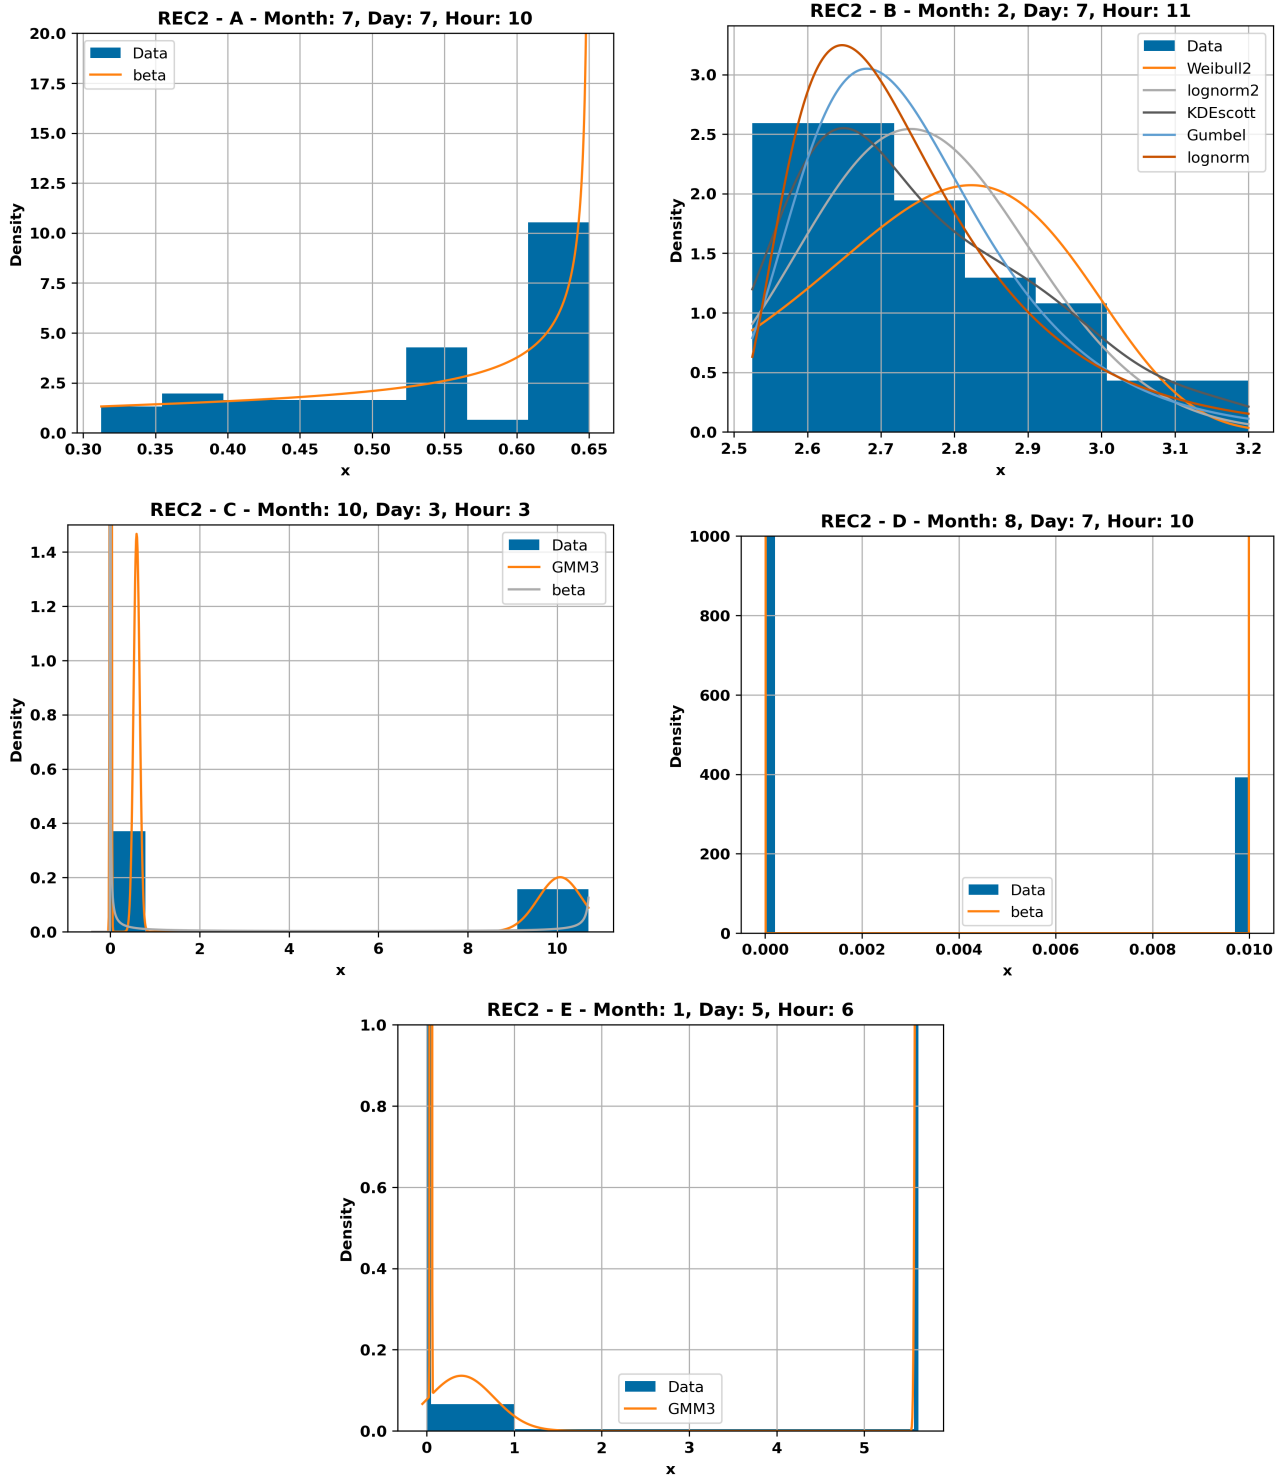 REC2 - A - Month: 7, Day: 7, Hour: 10
20.0
17.5
15.0
12.5
10.0
7.5
5.0
2.5
0.0
Density
Data
beta
0.30 0.35 0.40 0.45 0.50 0.55 0.60 0.65
x
REC2 - B - Month: 2, Day: 7, Hour: 11
3.0
2.5
2.0
1.5
1.0
0.5
0.0
Density
Data
Weibull2
lognorm2
KDEscott
Gumbel
lognorm
2.5 2.6 2.7 2.8 2.9 3.0 3.1 3.2
x
REC2 - C - Month: 10, Day: 3, Hour: 3
1.4
1.2
1.0
0.8
0.6
0.4
0.2
0.0
Density
Data
GMM3
beta
0 2 4 6 8 10
x
REC2 - D - Month: 8, Day: 7, Hour: 10
1000
800
600
400
200
0
Density
Data
beta
0.000 0.002 0.004 0.006 0.008 0.010
x
REC2 - E - Month: 1, Day: 5, Hour: 6
1.0
0.8
0.6
0.4
0.2
0.0
Density
Data
GMM3
0 1 2 3 4 5
x